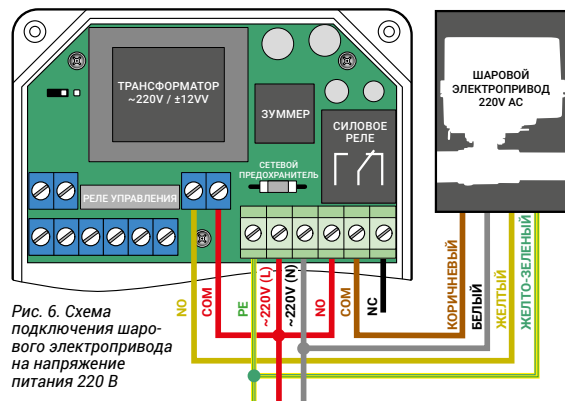 ТРАНСФОРМАТОР
~220V / ±12VV
ЗУММЕР
СИЛОВОЕ
РЕЛЕ
СЕТЕВОЙ
ПРЕДОХРАНИТЕЛЬ
РЕЛЕ УПРАВЛЕНИЯ
ШАРОВОЙ
ЭЛЕКТРОПРИВОД
220V AC
NO
COM
PE
~220V (L)
~220V (N)
NO
COM
NC
КОРИЧНЕВЫЙ
БЕЛЫЙ
ЖЕЛТЫЙ
ЖЕЛТО-ЗЕЛЕНЫЙ
Рис. 6. Схема
подключения шаро-
вого электропривода
на напряжение
питания 220 В